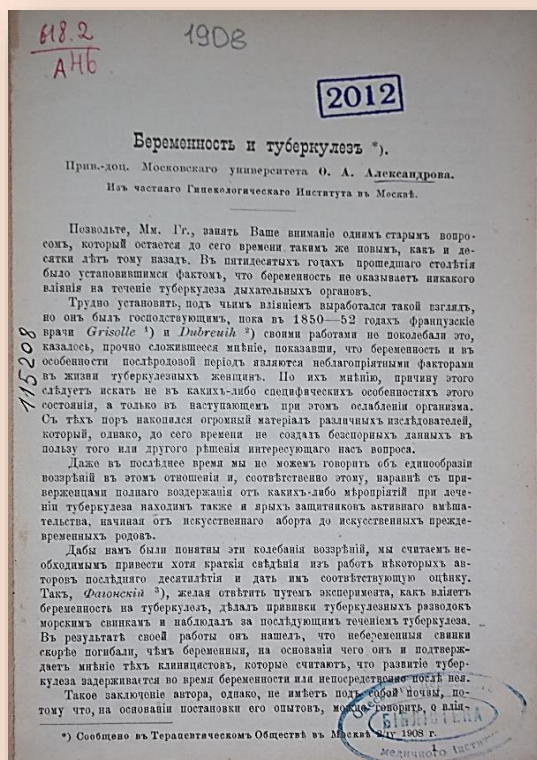 618.2
А46
1908
2012
Беременность и туберкулезъ *).
Прив.-доц. Московскаго университета Ѳ. А. Александрова.
Изъ частнаго Гинекологическаго Института въ Москвѣ.
Позвольте, Мм. Гг., занять Ваше вниманіе однимъ старымъ вопро-
сомъ, который остается до сего времени такимъ же новымъ, какъ и де-
сятки лѣтъ тому назадъ. Въ пятидесятыхъ годахъ прошедшаго столѣтія
было установившимся фактомъ, что беременность не оказываетъ никакого
вліянія на теченіе туберкулеза дыхательныхъ органовъ.
Трудно установить, подъ чьимъ вліяніемъ выработался такой взглядъ,
но онъ былъ господствующимъ, пока въ 1850—52 годахъ французскіе
врачи Grisolle ¹) и Dubreuih ²) своими работами не поколебали это,
казалось, прочно сложившееся мнѣніе, показавши, что беременность и въ
особенности послѣродовой періодъ являются неблагопріятными факторами
въ жизни туберкулезныхъ женщинъ. По ихъ мнѣнію, причину этого
слѣдуетъ искать не въ какихъ-либо специфическихъ особенностяхъ этого
состоянія, а только въ наступающемъ при этомъ ослабленіи организма.
Съ тѣхъ поръ накопился огромный матеріалъ различныхъ изслѣдователей,
который, однако, до сего времени не создалъ безспорныхъ данныхъ въ
пользу того или другого рѣшенія интересующаго насъ вопроса.
Даже въ послѣднее время мы не можемъ говорить объ единообразіи
воззрѣній въ этомъ отношеніи и, соотвѣтственно этому, наравнѣ съ при-
верженцами полнаго воздержанія отъ какихъ-либо мѣропріятій при лече-
ніи туберкулеза находимъ также и ярыхъ защитниковъ активнаго вмѣша-
тельства, начиная отъ искусственнаго аборта до искусственныхъ прежде-
временныхъ родовъ.
Дабы намъ были понятны эти колебанія воззрѣній, мы считаемъ не-
обходимымъ привести хотя краткія свѣдѣнія изъ работъ нѣкоторыхъ ав-
торовъ послѣдняго десятилѣтія и дать имъ соотвѣтствующую оцѣнку.
Такъ, Фагонскій ³), желая отвѣтить путемъ эксперимента, какъ вліяетъ
беременность на туберкулезъ, дѣлалъ прививки туберкулезныхъ разводокъ
морскимъ свинкамъ и наблюдалъ за послѣдующимъ теченіемъ туберкулеза.
Въ результатѣ своей работы онъ нашелъ, что небеременныя свинки
скорѣе погибали, чѣмъ беременныя, на основаніи чего онъ и подтверж-
даетъ мнѣніе тѣхъ клиницистовъ, которые считаютъ, что развитіе тубер-
кулеза задерживается во время беременности или непосредственно послѣ нея.
Такое заключеніе автора, однако, не имѣетъ подъ собой почвы, по-
тому что, на основаніи постановки его опытовъ, можно говорить о влія-
*) Сообщено въ Терапевтическомъ Обществѣ въ Москвѣ 2/IV 1908 г.
115208
БІБЛІОТЕКА